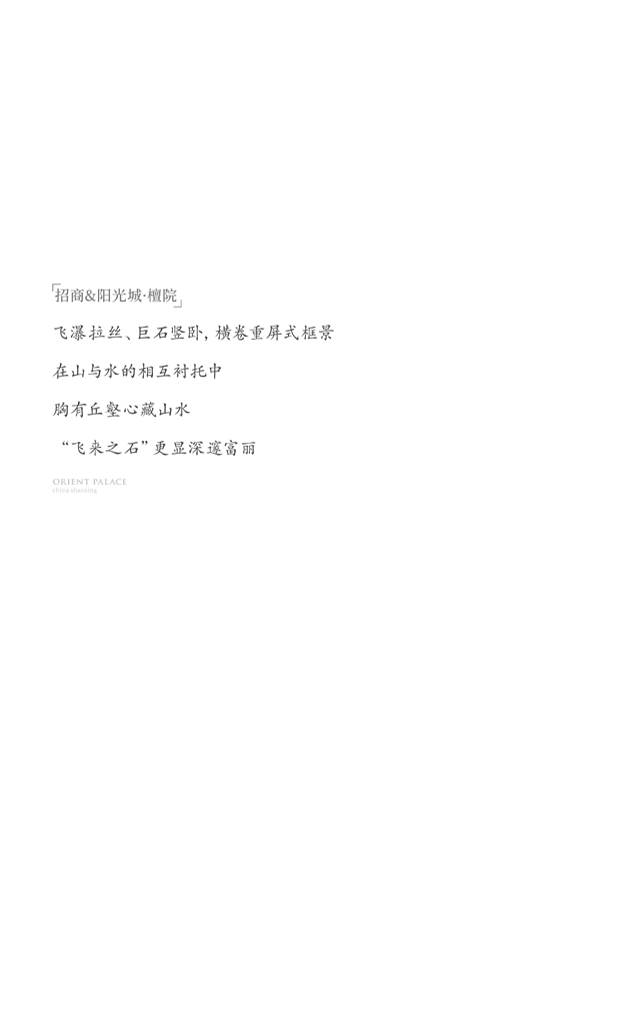 「招商&阳光城·檀院」
飞瀑拉丝、巨石竖卧，横卷重屏式框景
在山与水的相互衬托中
胸有丘壑心藏山水
“飞来之石”更显深邃富丽
ORIENT PALACE
china shaoxing